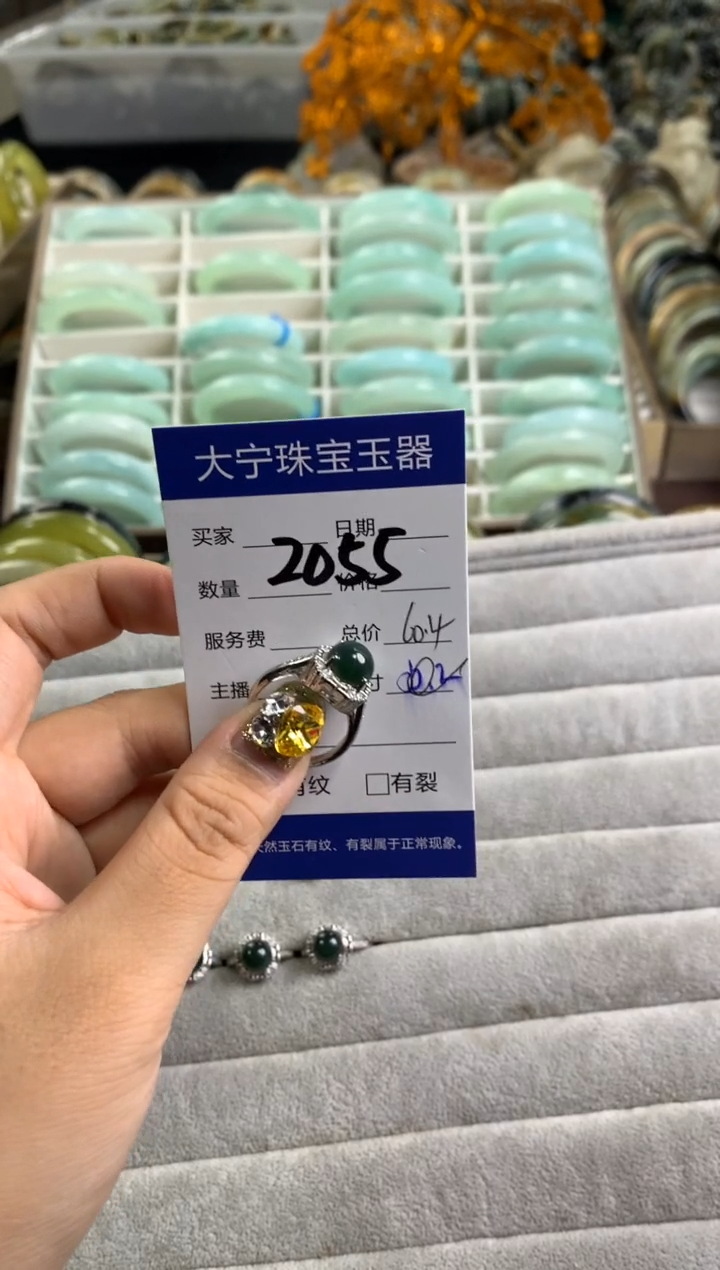 大宁珠宝玉器
买家 日期
2055
数量 价格
服务费 总价 60.4
主播 寸
有纹 □有裂
天然玉石有纹、有裂属于正常现象。